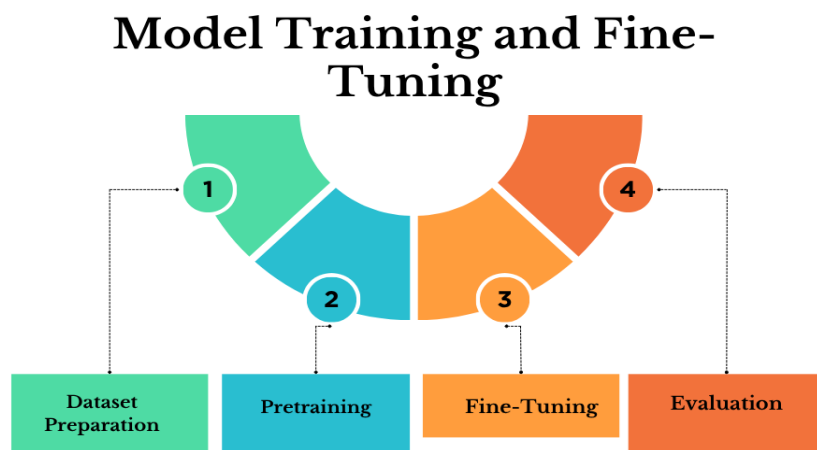 Model Training and Fine-
Tuning
1
4
2
3
Dataset
Preparation
Pretraining
Fine-Tuning
Evaluation